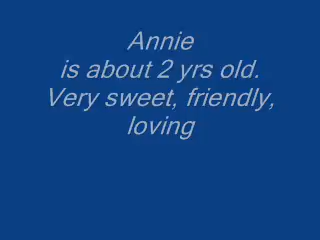 Annie
is about 2 yrs old.
Very sweet, friendly,
loving